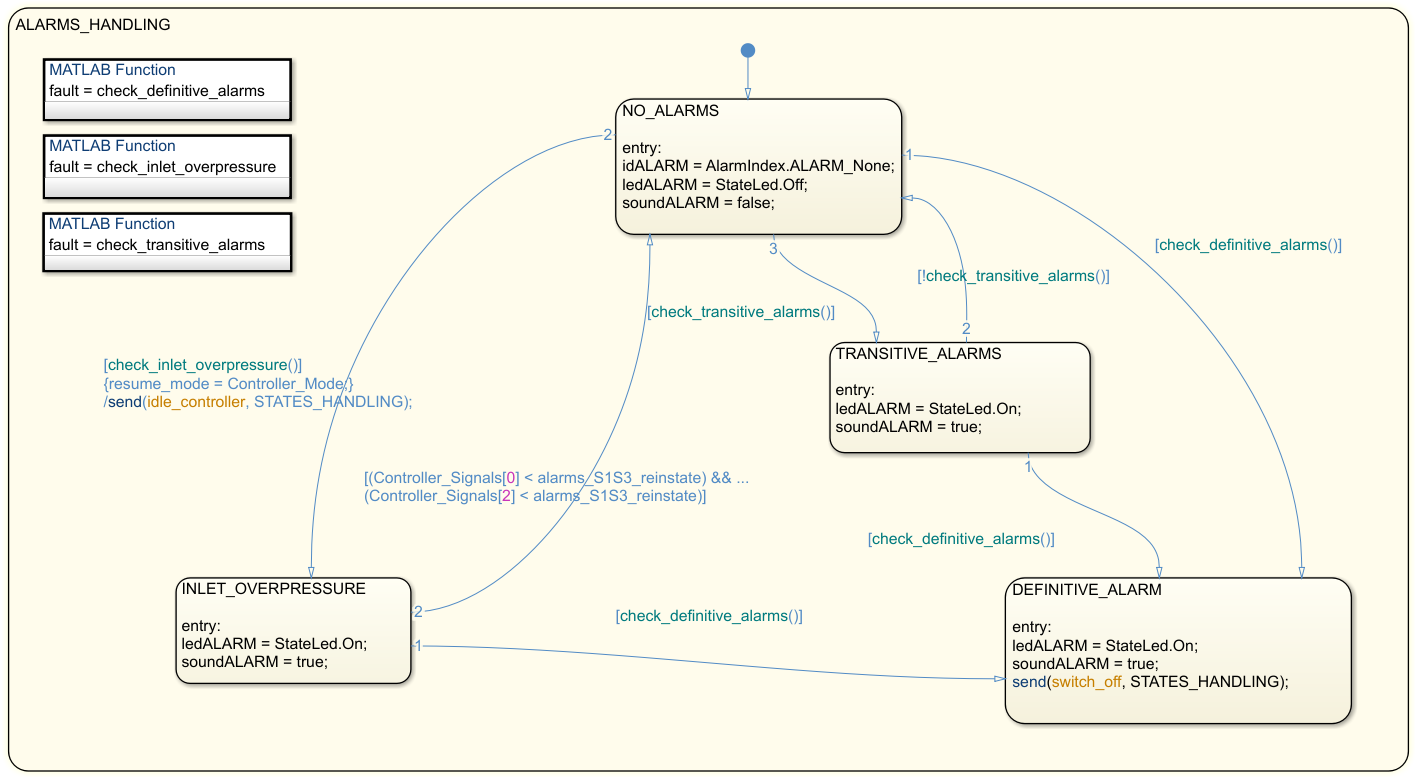 ALARMS_HANDLING
MATLAB Function
fault = check_definitive_alarms
MATLAB Function
fault = check_inlet_overpressure
MATLAB Function
fault = check_transitive_alarms
NO_ALARMS
entry:
idALARM = AlarmIndex.ALARM_None;
ledALARM = StateLed.Off;
soundALARM = false;
2
1
3
[check_definitive_alarms()]
[!check_transitive_alarms()]
2
[check_transitive_alarms()]
TRANSITIVE_ALARMS
entry:
ledALARM = StateLed.On;
soundALARM = true;
1
[check_inlet_overpressure()]
{resume_mode = Controller_Mode;}
/send(idle_controller, STATES_HANDLING);
[(Controller_Signals[0] < alarms_S1S3_reinstate) && ...
(Controller_Signals[2] < alarms_S1S3_reinstate)]
[check_definitive_alarms()]
INLET_OVERPRESSURE
entry:
ledALARM = StateLed.On;
soundALARM = true;
2
1
[check_definitive_alarms()]
DEFINITIVE_ALARM
entry:
ledALARM = StateLed.On;
soundALARM = true;
send(switch_off, STATES_HANDLING);